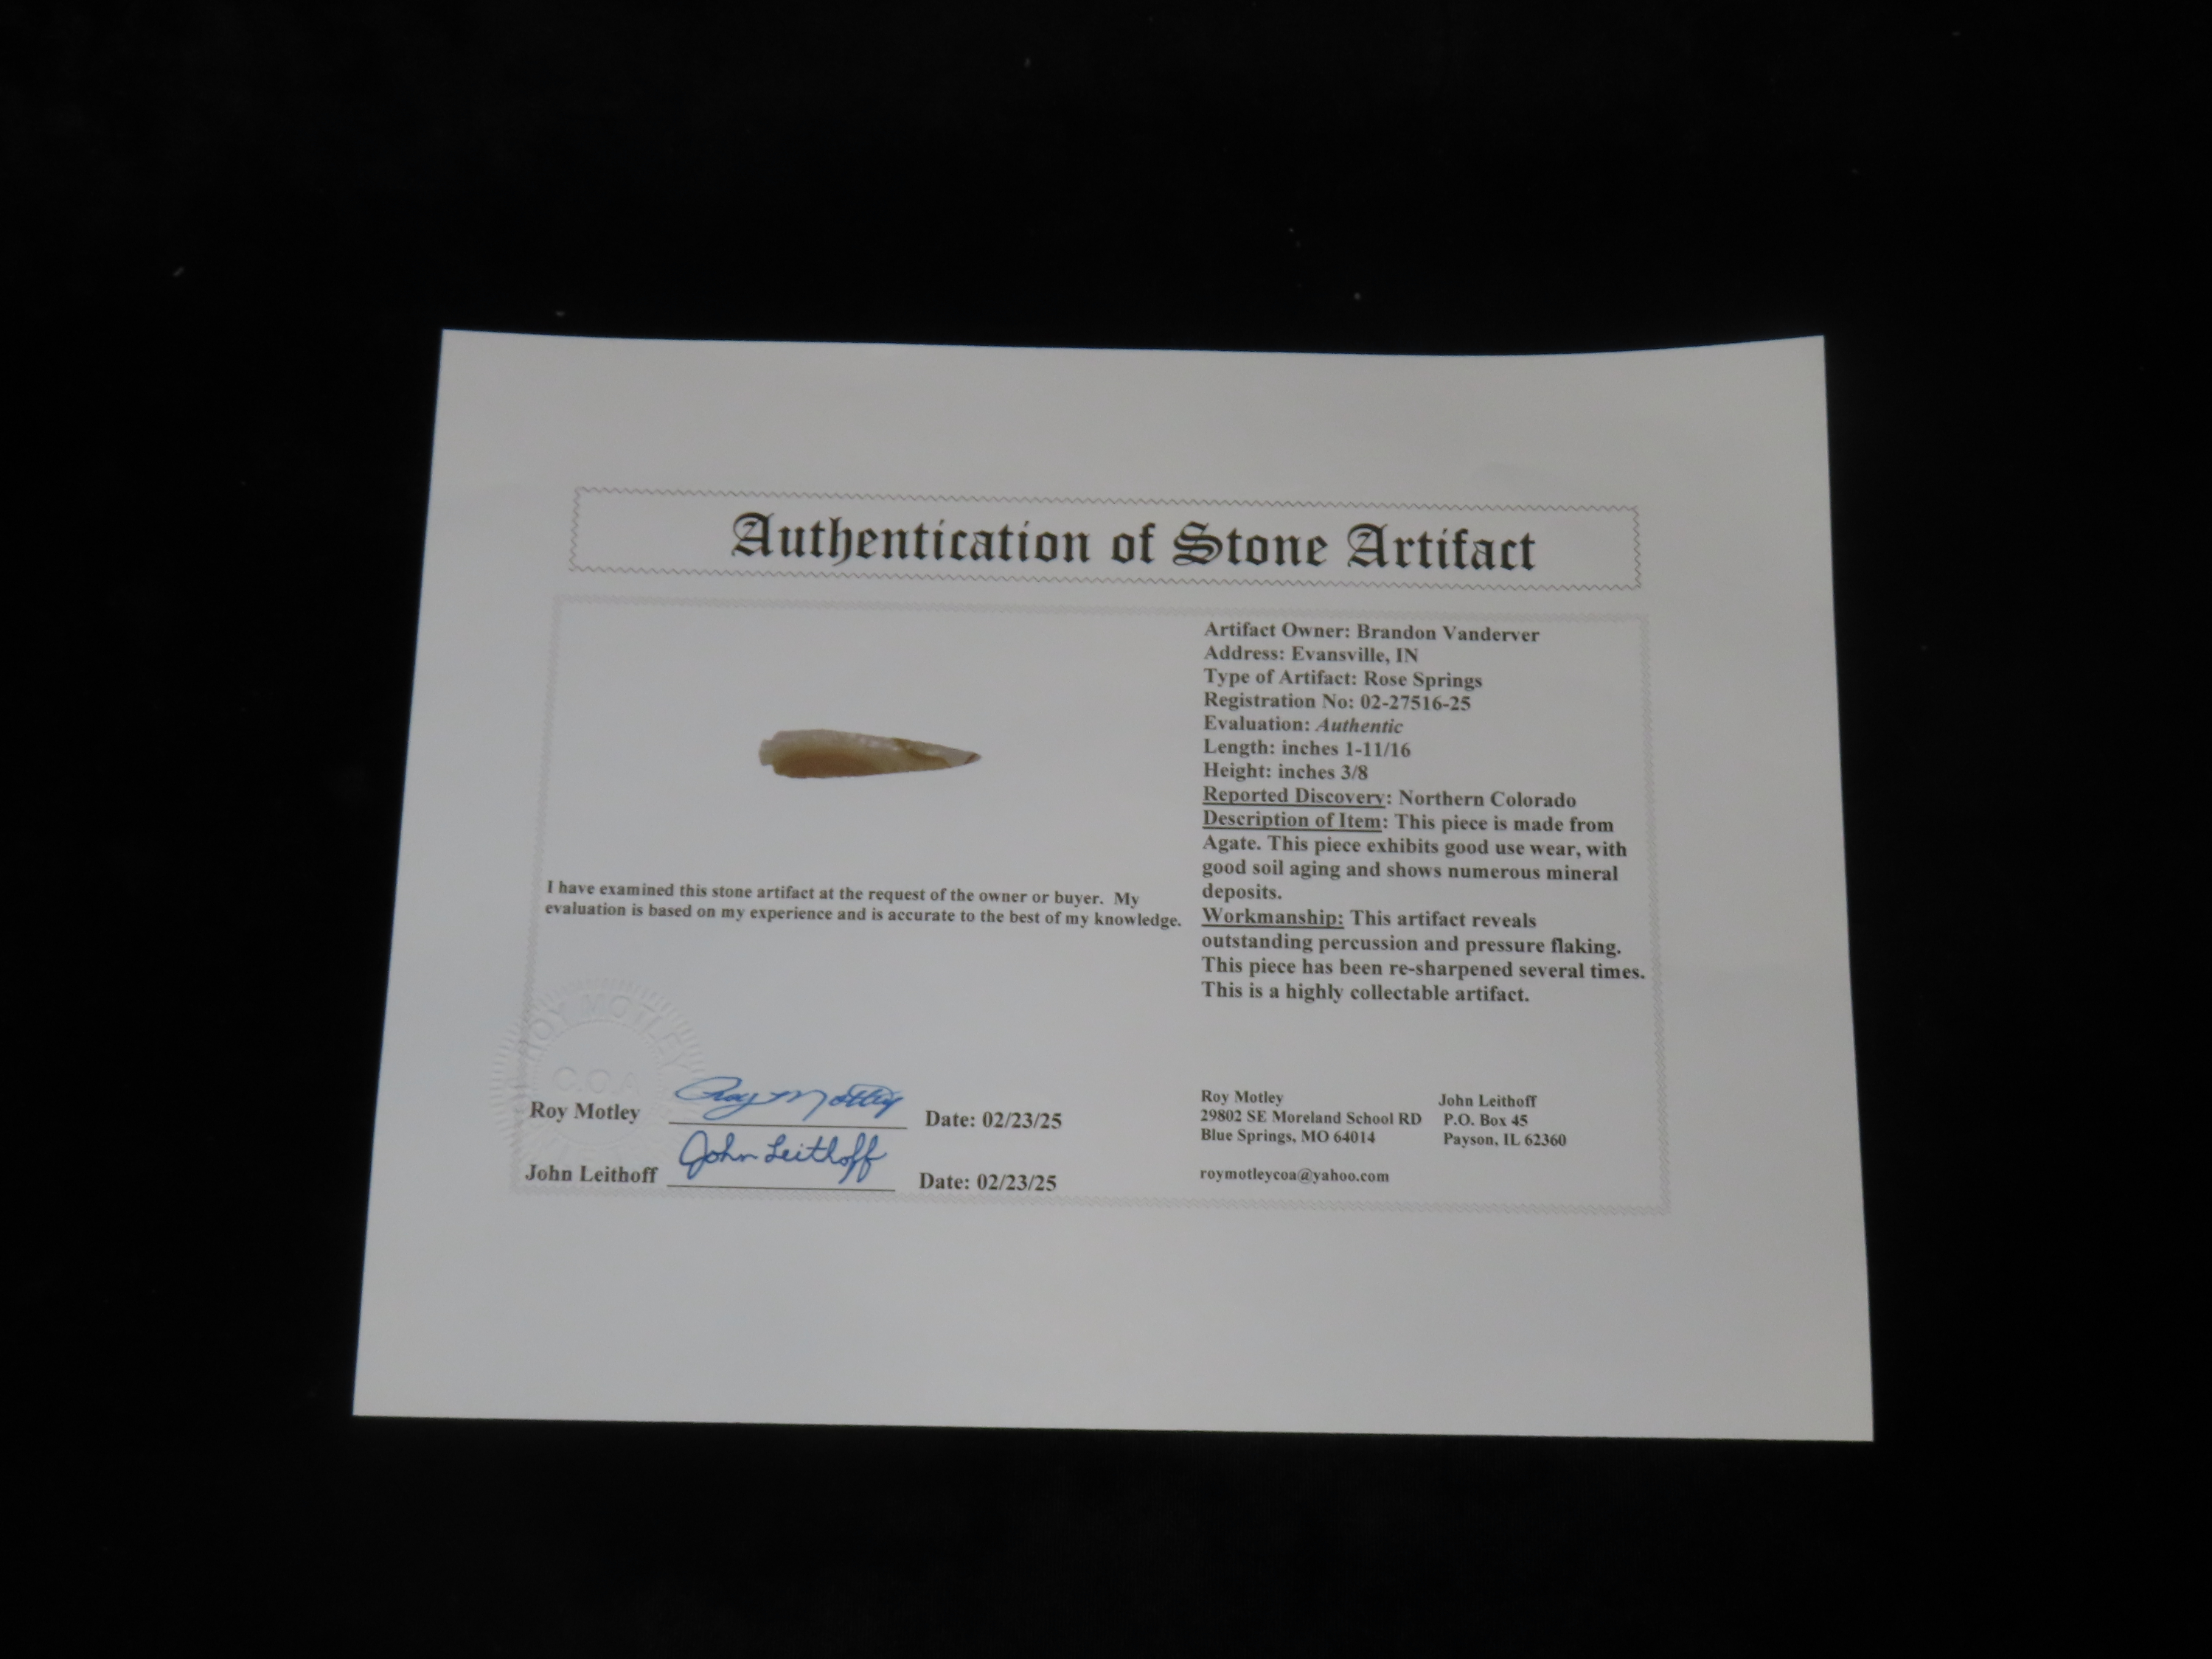 Authentication of Stone Artifact
Artifact Owner: Brandon Vanderver
Address: Evansville, IN
Type of Artifact: Rose Springs
Registration No: 02-27516-25
Evaluation: Authentic
Length: inches 1-11/16
Height: inches 3/8
Reported Discovery: Northern Colorado
Description of Item: This piece is made from
Agate. This piece exhibits good use wear, with
good soil aging and shows numerous mineral
deposits.
Workmanship: This artifact reveals
outstanding percussion and pressure flaking.
This piece has been re-sharpened several times.
This is a highly collectable artifact.
I have examined this stone artifact at the request of the owner or buyer. My
evaluation is based on my experience and is accurate to the best of my knowledge.
ROY MOTLEY
C.O.A
Roy Motley Roy Motley Date: 02/23/25
John Leithoff John Leithoff Date: 02/23/25
Roy Motley
29802 SE Moreland School RD
Blue Springs, MO 64014
roymotleycoa@yahoo.com
John Leithoff
P.O. Box 45
Payson, IL 62360